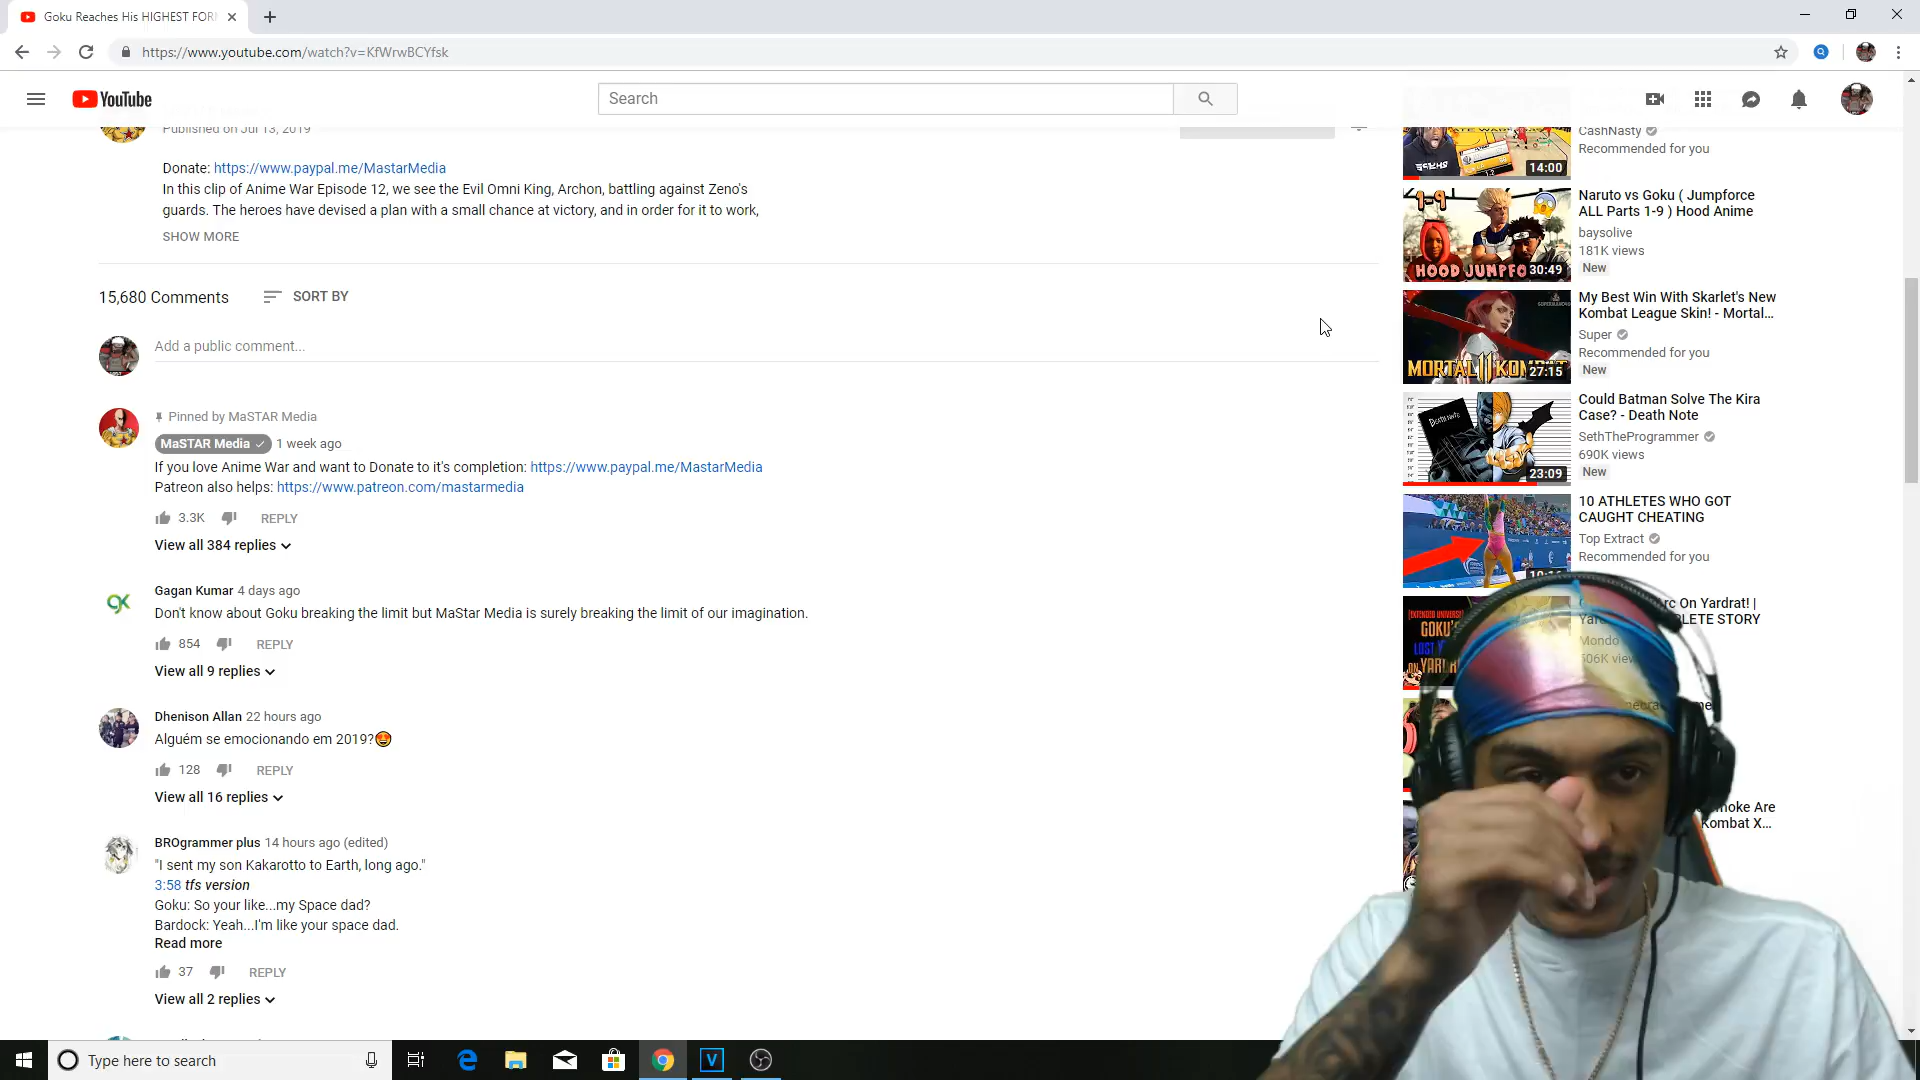 Goku Reaches His HIGHEST FOR
https://www.youtube.com/watch?v=KfWrwBCYfsk
YouTube
Search
Published on Jul 13, 2019
Donate: https://www.paypal.me/MastarMedia
In this clip of Anime War Episode 12, we see the Evil Omni King, Archon, battling against Zeno's
guards. The heroes have devised a plan with a small chance at victory, and in order for it to work,
SHOW MORE
15,680 Comments
SORT BY
Add a public comment...
Pinned by MaSTAR Media
MaSTAR Media 1 week ago
If you love Anime War and want to Donate to it's completion: https://www.paypal.me/MastarMedia
Patreon also helps: https://www.patreon.com/mastarmedia
3.3K REPLY
View all 384 replies
GK
Gagan Kumar 4 days ago
Don't know about Goku breaking the limit but MaStar Media is surely breaking the limit of our imagination.
854 REPLY
View all 9 replies
Dhenison Allan 22 hours ago
Alguém se emocionando em 2019?🤩
128 REPLY
View all 16 replies
BROgrammer plus 14 hours ago (edited)
"I sent my son Kakarotto to Earth, long ago."
3:58 tfs version
Goku: So your like...my Space dad?
Bardock: Yeah...I'm like your space dad.
Read more
37 REPLY
View all 2 replies
CashNasty
Recommended for you
14:00
Naruto vs Goku ( Jumpforce
ALL Parts 1-9 ) Hood Anime
baysolive
181K views
New
1-9
HOOD JUMPFO
30:49
My Best Win With Skarlet's New
Kombat League Skin! - Mortal...
Super
Recommended for you
New
27:15
Could Batman Solve The Kira
Case? - Death Note
SethTheProgrammer
690K views
New
DEATH NOTE
23:09
10 ATHLETES WHO GOT
CAUGHT CHEATING
Top Extract
Recommended for you
rc On Yardrat! |
PLETE STORY
Mondo
506K
GOKU'S
LOST
ON
moke Are
Kombat X...
Type here to search
V